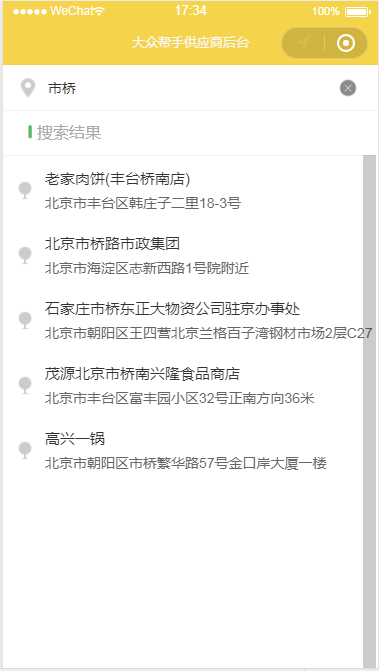 WeChat
17:34
100%
大众帮手供应商后台
市桥
搜索结果
老家肉饼(丰台桥南店)
北京市丰台区韩庄子二里18-3号
北京市桥路市政集团
北京市海淀区志新西路1号院附近
石家庄市桥东正大物资公司驻京办事处
北京市朝阳区王四营北京兰格百子湾钢材市场2层C27
茂源北京市桥南兴隆食品商店
北京市丰台区富丰园小区32号正南方向36米
高兴一锅
北京市朝阳区市桥繁华路57号金口岸大厦一楼